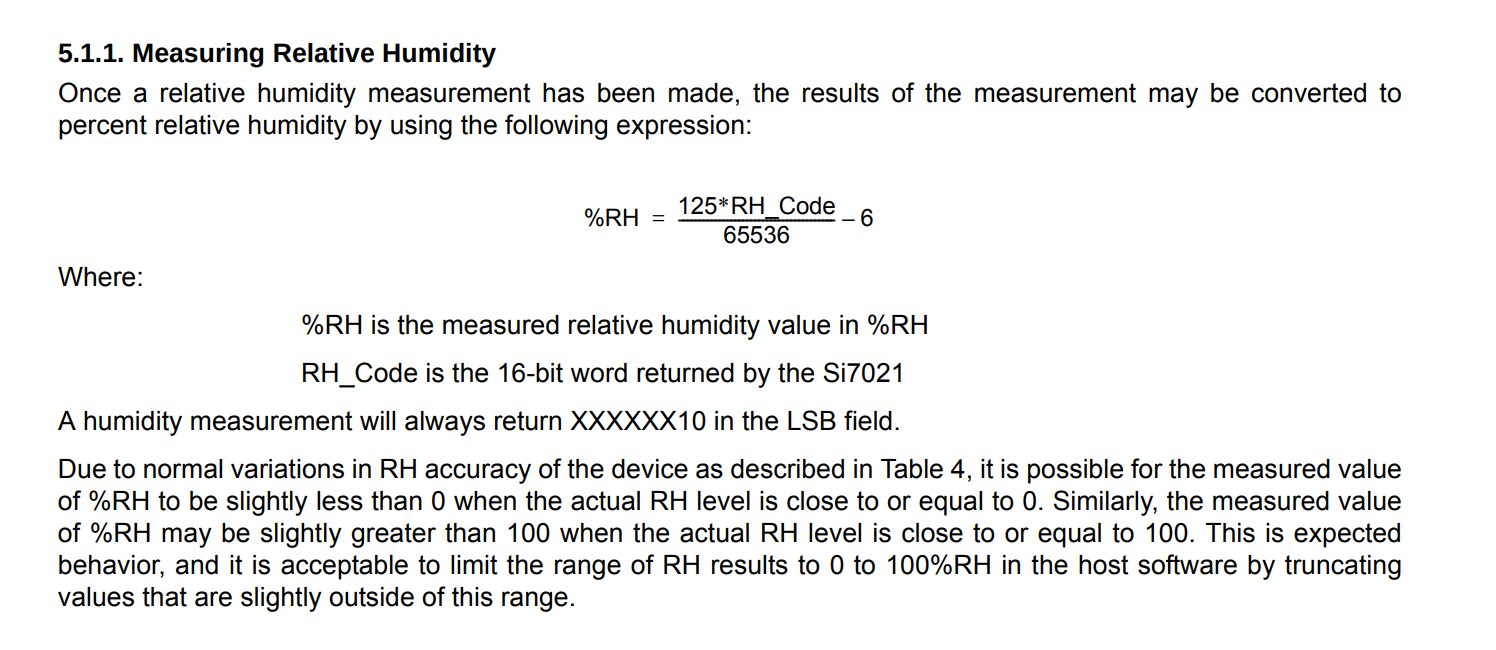 5.1.1. Measuring Relative Humidity
Once a relative humidity measurement has been made, the results of the measurement may be converted to
percent relative humidity by using the following expression:
%RH = 125*RH_Code / 65536 – 6
Where:
%RH is the measured relative humidity value in %RH
RH_Code is the 16-bit word returned by the Si7021
A humidity measurement will always return XXXXXX10 in the LSB field.
Due to normal variations in RH accuracy of the device as described in Table 4, it is possible for the measured value
of %RH to be slightly less than 0 when the actual RH level is close to or equal to 0. Similarly, the measured value
of %RH may be slightly greater than 100 when the actual RH level is close to or equal to 100. This is expected
behavior, and it is acceptable to limit the range of RH results to 0 to 100%RH in the host software by truncating
values that are slightly outside of this range.